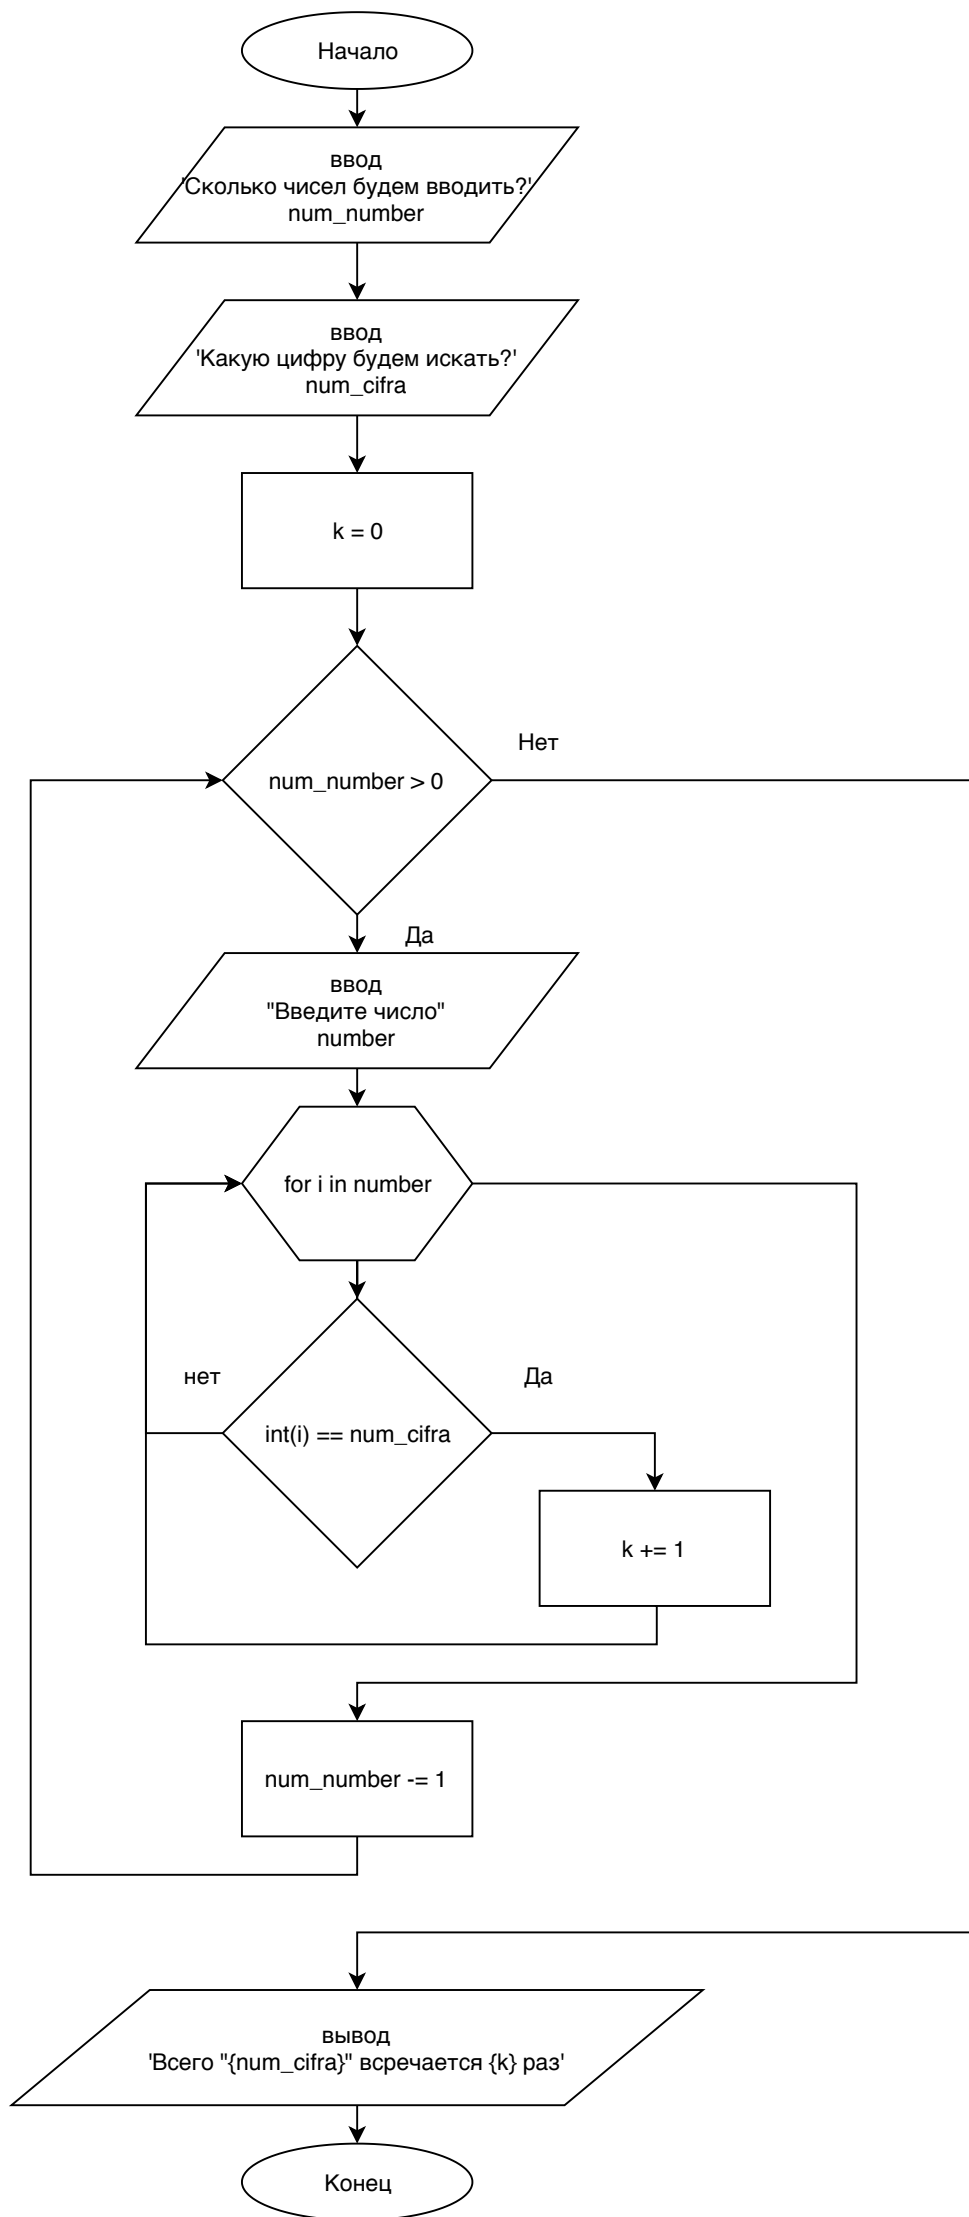 Начало
ввод
'Сколько чисел будем вводить?'
num_number
ввод
'Какую цифру будем искать?'
num_cifra
k = 0
num_number > 0
Нет
Да
ввод
"Введите число"
number
for i in number
нет
Да
int(i) == num_cifra
k += 1
num_number -= 1
вывод
'Всего "{num_cifra}" всречается {k} раз'
Конец